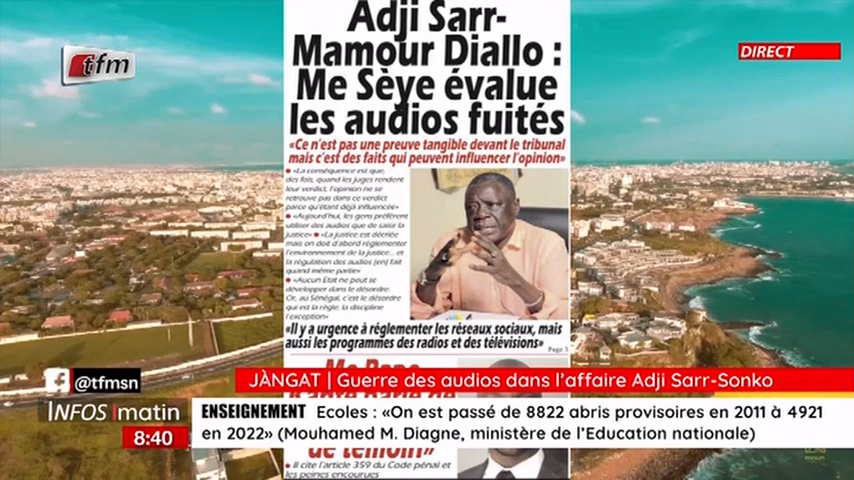 Adji Sarr-
Mamour Diallo :
Me Sèye évalue
les audios fuités
«Ce n'est pas une preuve tangible devant le tribunal
mais c'est des faits qui peuvent influencer l'opinion»
«La conséquence est que,
des fois, quand les juges rendent
leur verdict, l'opinion ne se
retrouve pas dans ce verdict
parce qu'étant déjà influencée»
«Aujourd'hui, les gens préfèrent
utiliser des audios que de saisir la
justice» «La justice est décriée
mais on doit d'abord réglementer
l'environnement de la justice... et
la régulation des audios (en) fait
quand même partie»
«Aucun Etat ne peut se
développer dans le désordre.
Or, au Sénégal, c'est le désordre
qui est la règle, la discipline
l'exception»
«Il y a urgence à réglementer les réseaux sociaux, mais
aussi les programmes des radios et des télévisions»
Page 5
de témoin»
Il cite l'article 359 du Code pénal et
les peines encourues
tfm
DIRECT
@tfmsn
JÀNGAT | Guerre des audios dans l'affaire Adji Sarr-Sonko
INFOS matin
8:40
ENSEIGNEMENT Ecoles : «On est passé de 8822 abris provisoires en 2011 à 4921
en 2022» (Mouhamed M. Diagne, ministère de l'Education nationale)